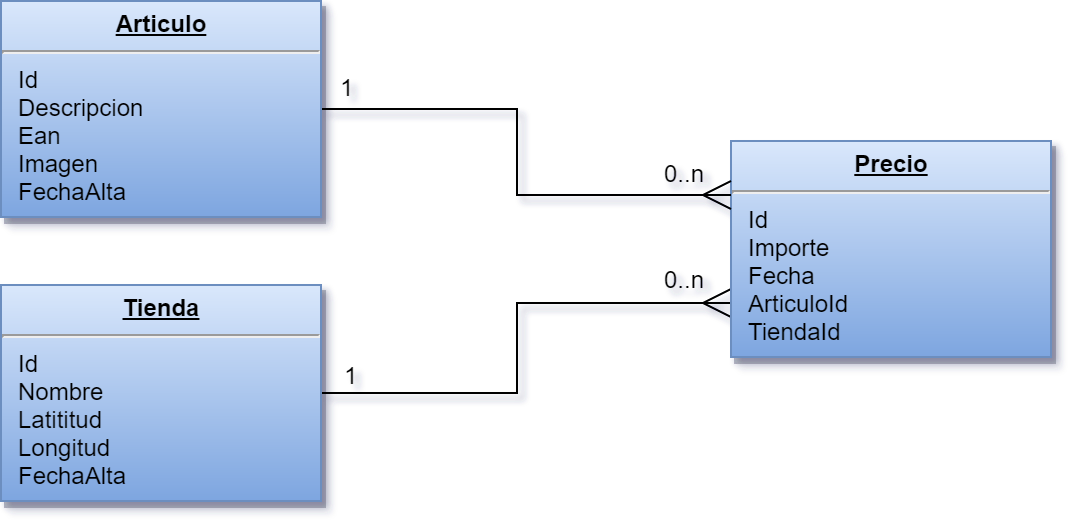 Articulo
Id
Descripcion
Ean
Imagen
FechaAlta
1
0..n
Precio
Id
Importe
Fecha
ArticuloId
TiendaId
0..n
1
Tienda
Id
Nombre
Latititud
Longitud
FechaAlta